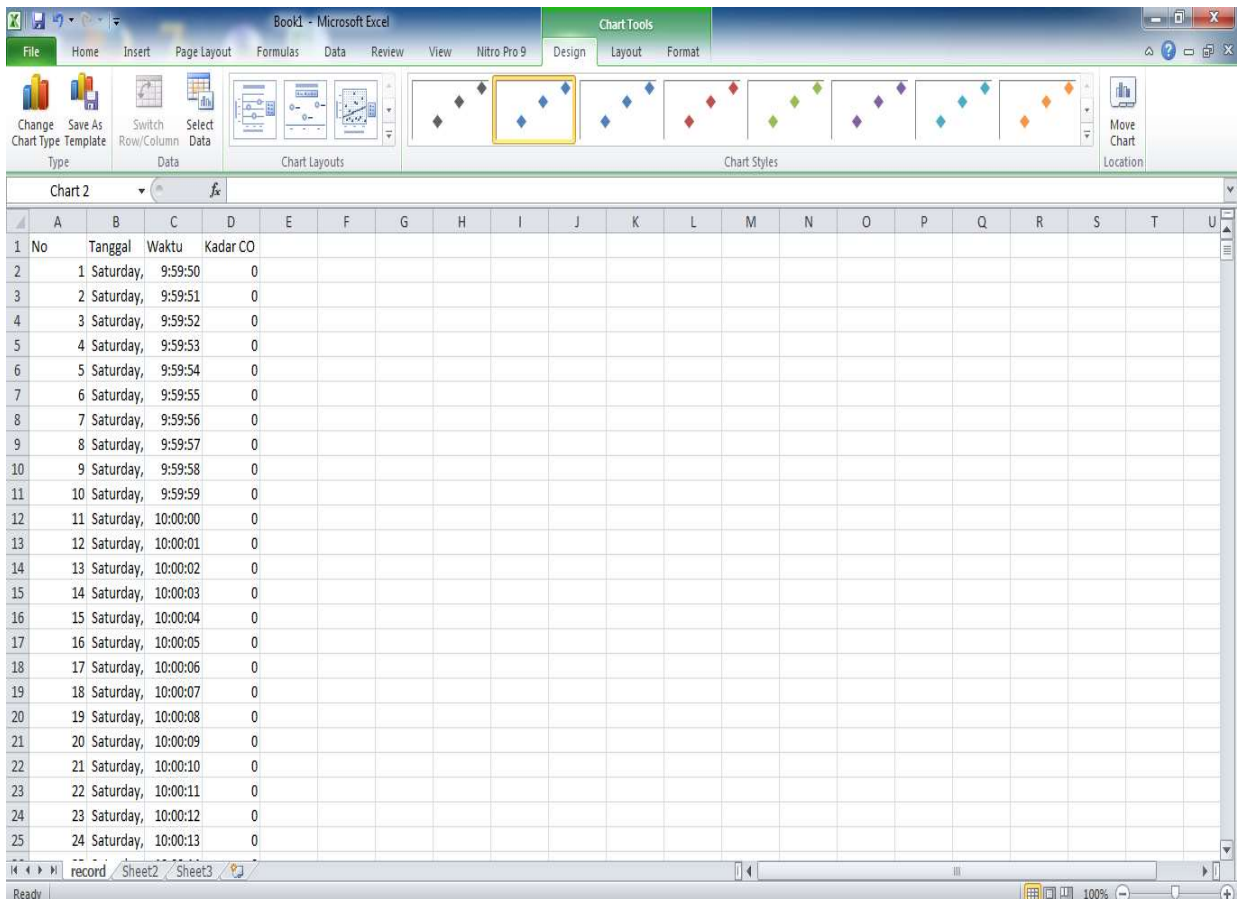 Book1 - Microsoft Excel
Chart Tools
File Home Insert Page Layout Formulas Data Review View Nitro Pro 9 Design Layout Format
Change Chart Type
Save As Template
Switch Row/Column
Select Data
Move Chart
Type Data Chart Layouts Chart Styles Location
Chart 2 fx
A B C D E F G H I J K L M N O P Q R S T U
1 No Tanggal Waktu Kadar CO
2 1 Saturday, 9:59:50 0
3 2 Saturday, 9:59:51 0
4 3 Saturday, 9:59:52 0
5 4 Saturday, 9:59:53 0
6 5 Saturday, 9:59:54 0
7 6 Saturday, 9:59:55 0
8 7 Saturday, 9:59:56 0
9 8 Saturday, 9:59:57 0
10 9 Saturday, 9:59:58 0
11 10 Saturday, 9:59:59 0
12 11 Saturday, 10:00:00 0
13 12 Saturday, 10:00:01 0
14 13 Saturday, 10:00:02 0
15 14 Saturday, 10:00:03 0
16 15 Saturday, 10:00:04 0
17 16 Saturday, 10:00:05 0
18 17 Saturday, 10:00:06 0
19 18 Saturday, 10:00:07 0
20 19 Saturday, 10:00:08 0
21 20 Saturday, 10:00:09 0
22 21 Saturday, 10:00:10 0
23 22 Saturday, 10:00:11 0
24 23 Saturday, 10:00:12 0
25 24 Saturday, 10:00:13 0
record Sheet2 Sheet3
Ready 100%